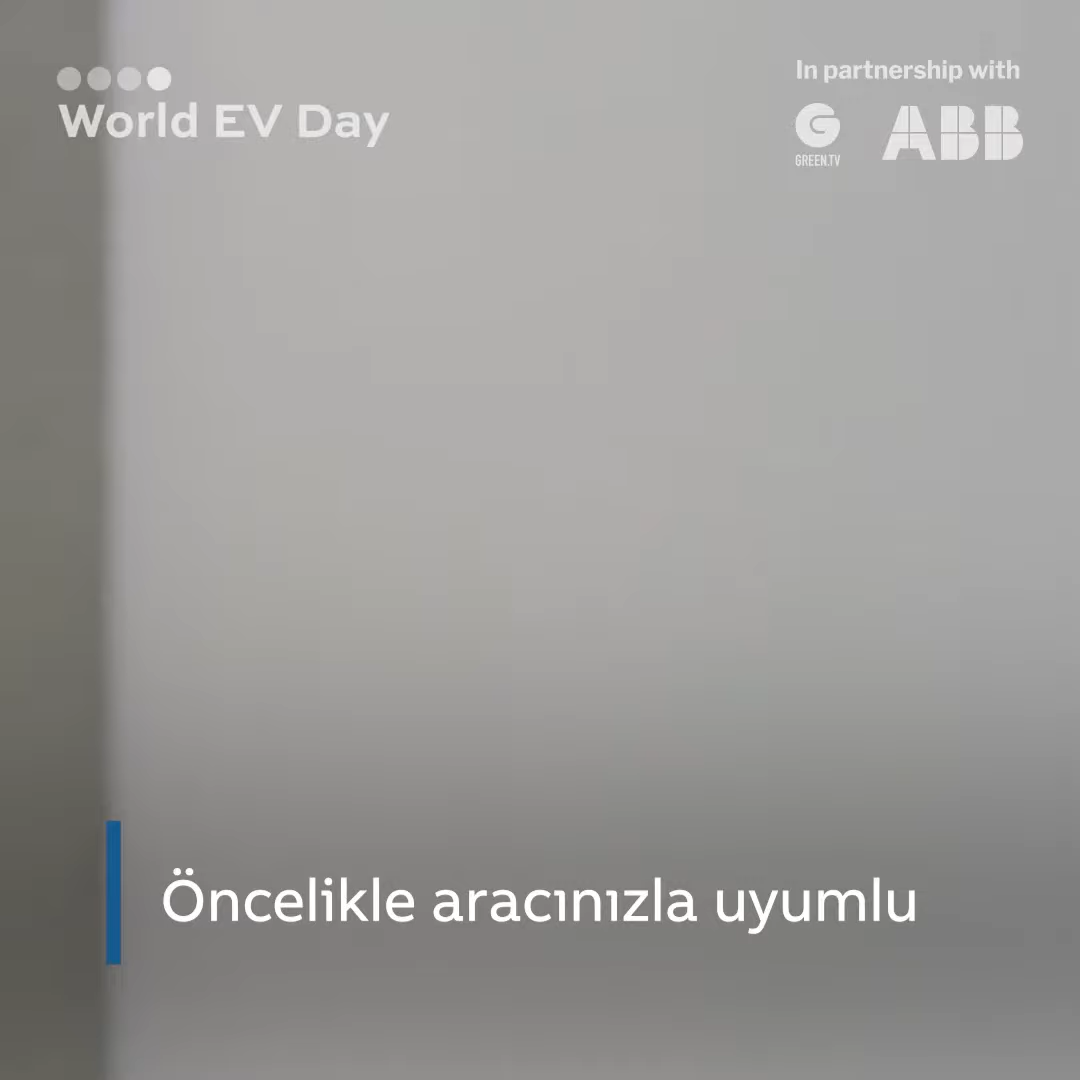 World EV Day
In partnership with
G
GREEN.TV
ABB
Öncelikle aracınızla uyumlu